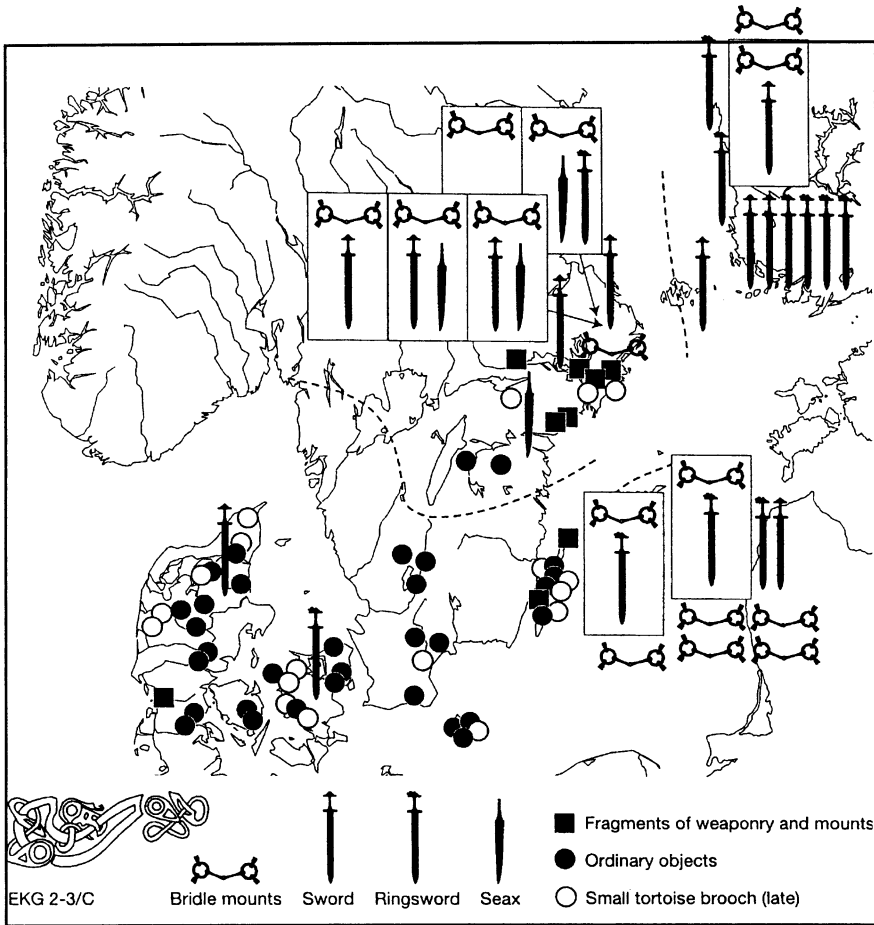 Fragments of weaponry and mounts
Ordinary objects
EKG 2-3/C
Bridle mounts
Sword
Ringsword
Seax
Small tortoise brooch (late)